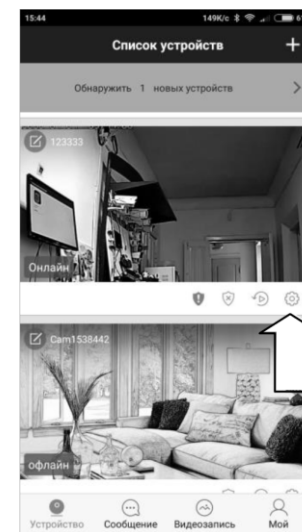 15:44 149K/c
Список устройств +
Обнаружить 1 новых устройств
123333
Онлайн
Cam1538442
офлайн
Устройство Сообщение Видеозапись Мой